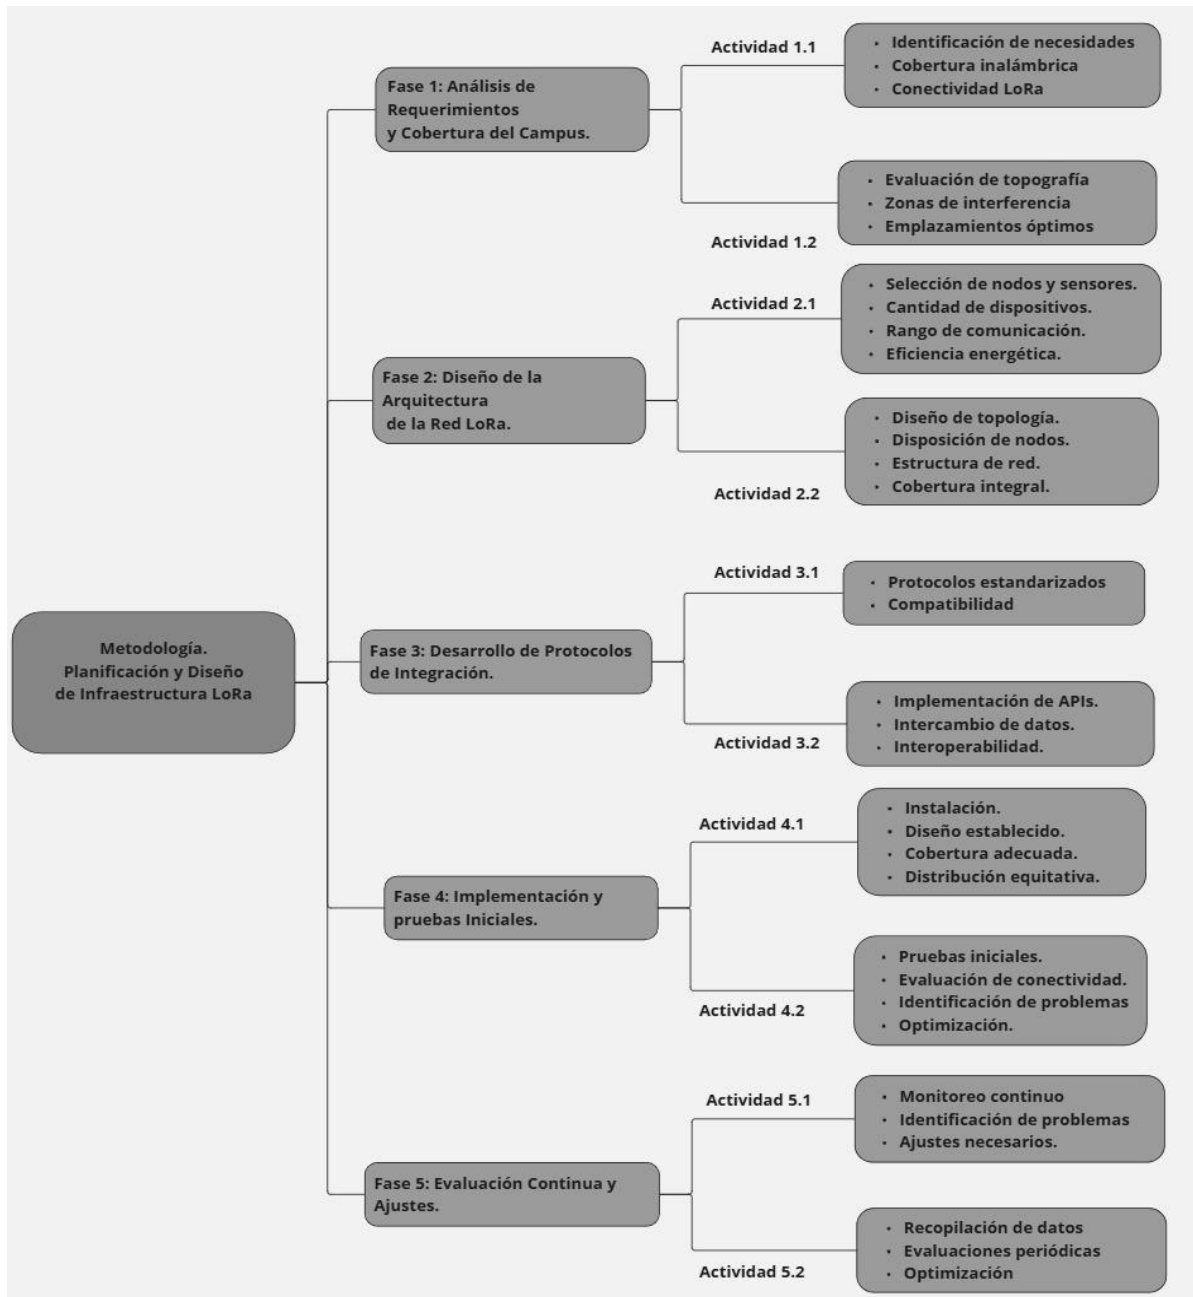 Metodología.
Planificación y Diseño
de Infraestructura LoRa
Fase 1: Análisis de
Requerimientos
y Cobertura del Campus.
Actividad 1.1
• Identificación de necesidades
• Cobertura inalámbrica
• Conectividad LoRa
Actividad 1.2
• Evaluación de topografía
• Zonas de interferencia
• Emplazamientos óptimos
Fase 2: Diseño de la
Arquitectura
de la Red LoRa.
Actividad 2.1
• Selección de nodos y sensores.
• Cantidad de dispositivos.
• Rango de comunicación.
• Eficiencia energética.
Actividad 2.2
• Diseño de topología.
• Disposición de nodos.
• Estructura de red.
• Cobertura integral.
Fase 3: Desarrollo de Protocolos
de Integración.
Actividad 3.1
• Protocolos estandarizados
• Compatibilidad
Actividad 3.2
• Implementación de APIs.
• Intercambio de datos.
• Interoperabilidad.
Fase 4: Implementación y
pruebas Iniciales.
Actividad 4.1
• Instalación.
• Diseño establecido.
• Cobertura adecuada.
• Distribución equitativa.
Actividad 4.2
• Pruebas iniciales.
• Evaluación de conectividad.
• Identificación de problemas
• Optimización.
Fase 5: Evaluación Continua y
Ajustes.
Actividad 5.1
• Monitoreo continuo
• Identificación de problemas
• Ajustes necesarios.
Actividad 5.2
• Recopilación de datos
• Evaluaciones periódicas
• Optimización